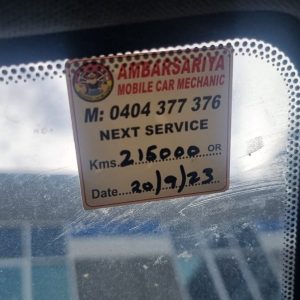 AMBARSARIYA
MOBILE CAR MECHANIC
M: 0404 377 376
NEXT SERVICE
Kms. 215000 OR
Date.... 20/9/23